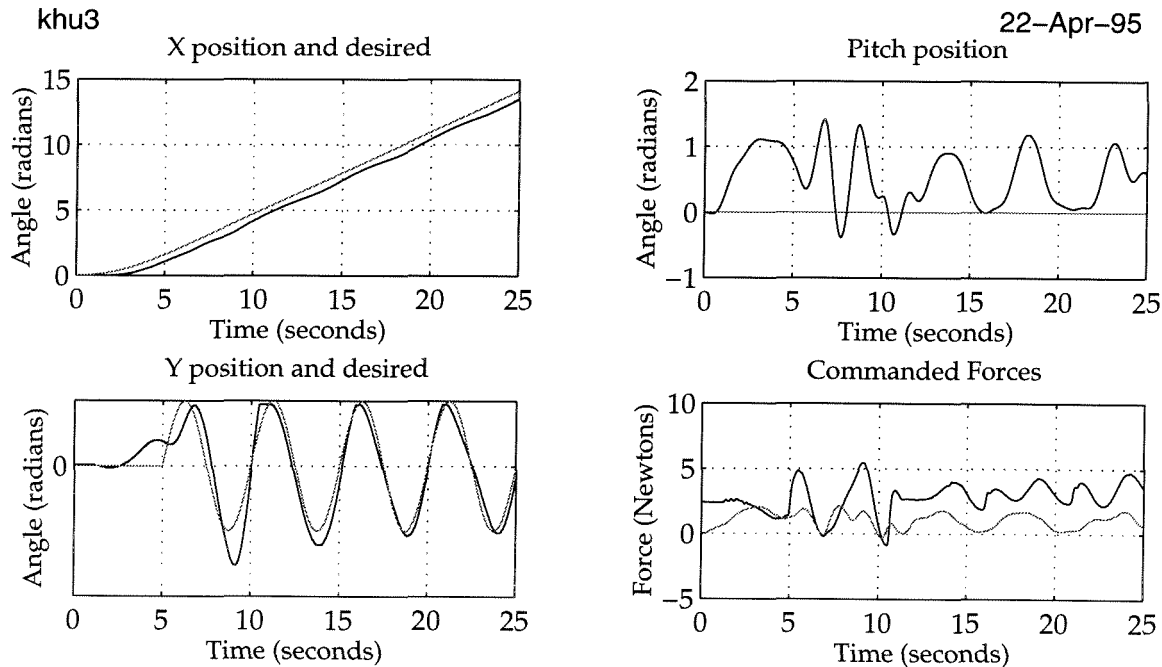 khu3
22–Apr–95
X position and desired
15
10
5
0
Angle (radians)
0 5 10 15 20 25
Time (seconds)
Pitch position
2
1
0
−1
Angle (radians)
0 5 10 15 20 25
Time (seconds)
Y position and desired
0
Angle (radians)
0 5 10 15 20 25
Time (seconds)
Commanded Forces
10
5
0
−5
Force (Newtons)
0 5 10 15 20 25
Time (seconds)